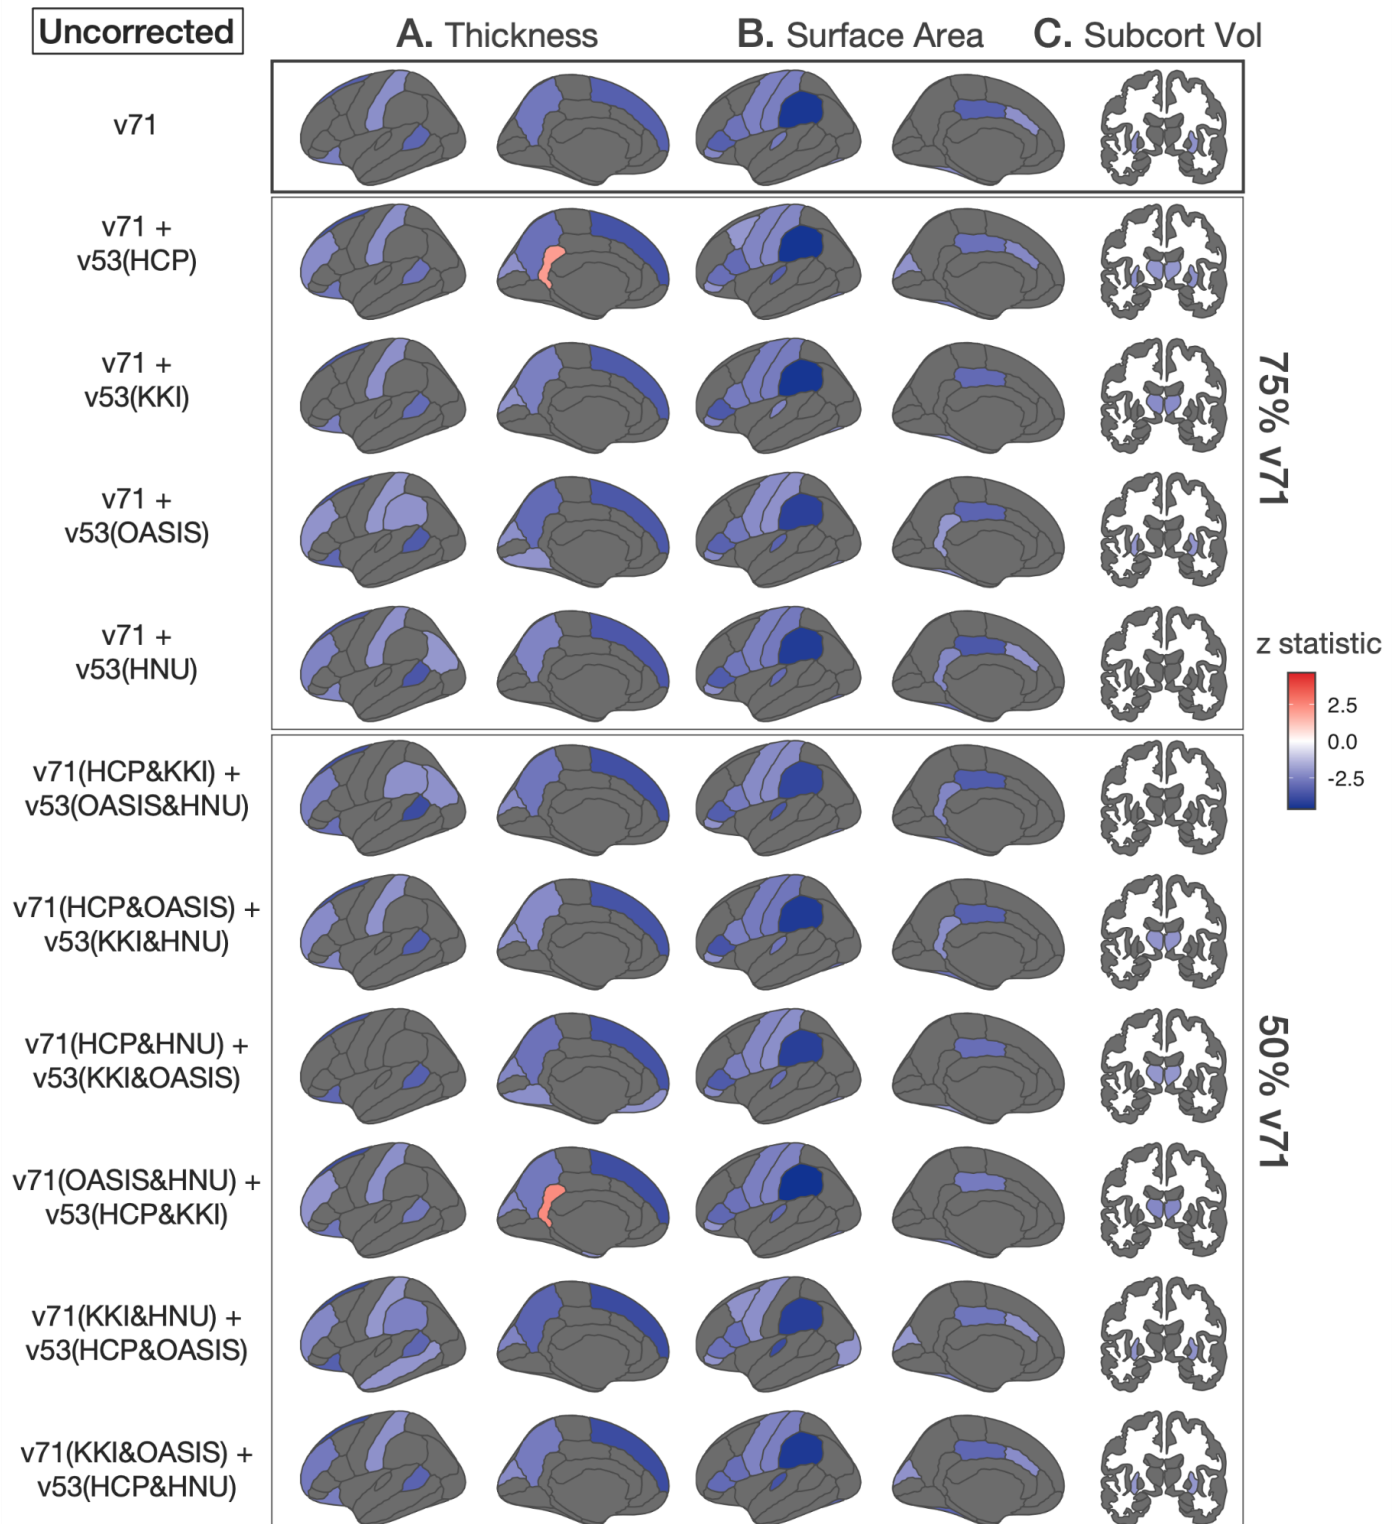 Uncorrected
A. Thickness
B. Surface Area
C. Subcort Vol
v71
v71 +
v53(HCP)
v71 +
v53(KKI)
v71 +
v53(OASIS)
v71 +
v53(HNU)
75% v71
z statistic
2.5
0.0
-2.5
v71(HCP&KKI) +
v53(OASIS&HNU)
v71(HCP&OASIS) +
v53(KKI&HNU)
v71(HCP&HNU) +
v53(KKI&OASIS)
v71(OASIS&HNU) +
v53(HCP&KKI)
v71(KKI&HNU) +
v53(HCP&OASIS)
v71(KKI&OASIS) +
v53(HCP&HNU)
50% v71